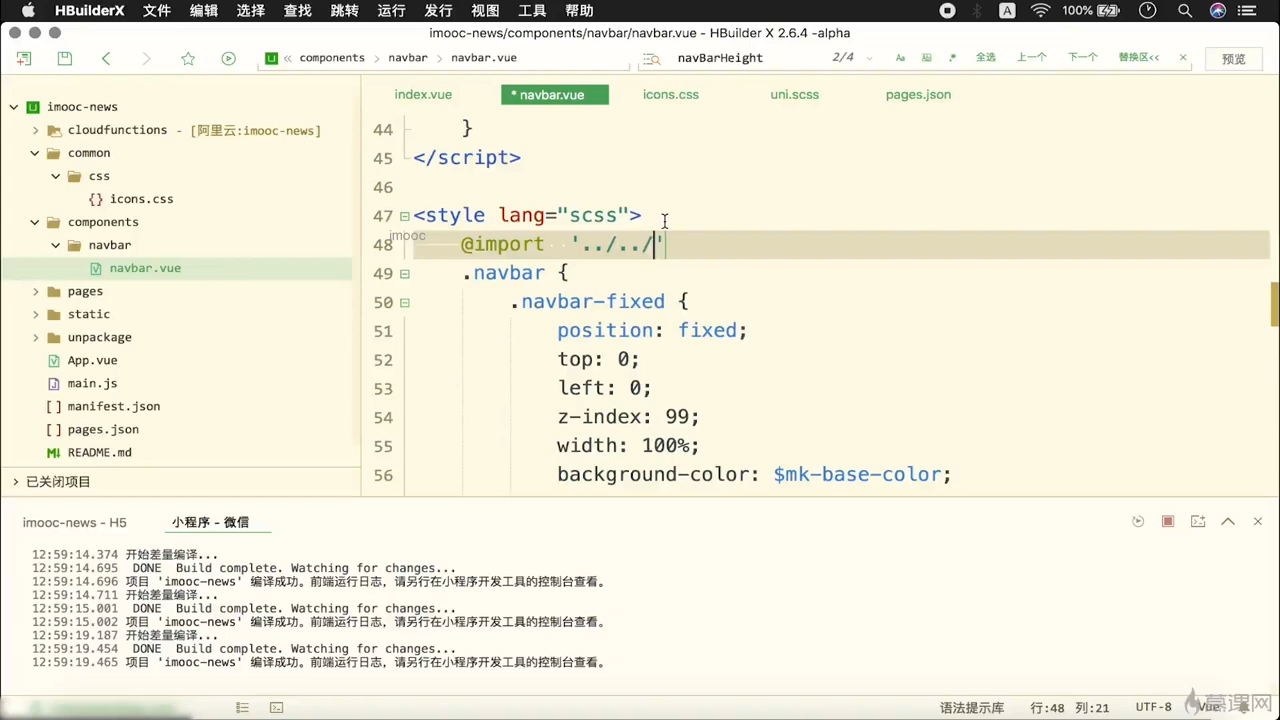 HBuilderX 文件 编辑 选择 查找 跳转 运行 发行 视图 工具 帮助 A 100%
imooc-news/components/navbar/navbar.vue - HBuilder X 2.6.4 -alpha
components navbar navbar.vue navBarHeight 2/4 Aa .* 全选 上一个 下一个 替换区<< 预览
index.vue * navbar.vue icons.css uni.scss pages.json
imooc-news
cloudfunctions - [阿里云:imooc-news]
common
css
{} icons.css
components
navbar
navbar.vue
pages
static
unpackage
App.vue
main.js
[ ] manifest.json
[ ] pages.json
README.md
已关闭项目
44 }
45 </script>
46
47 <style lang="scss">
imooc
48 @import '../../'
49 .navbar {
50 .navbar-fixed {
51 position: fixed;
52 top: 0;
53 left: 0;
54 z-index: 99;
55 width: 100%;
56 background-color: $mk-base-color;
imooc-news - H5 小程序 - 微信
12:59:14.374 开始差量编译...
12:59:14.695 DONE Build complete. Watching for changes...
12:59:14.696 项目 'imooc-news' 编译成功。前端运行日志，请另行在小程序开发工具的控制台查看。
12:59:14.711 开始差量编译...
12:59:15.001 DONE Build complete. Watching for changes...
12:59:15.002 项目 'imooc-news' 编译成功。前端运行日志，请另行在小程序开发工具的控制台查看。
12:59:19.187 开始差量编译...
12:59:19.454 DONE Build complete. Watching for changes...
12:59:19.465 项目 'imooc-news' 编译成功。前端运行日志，请另行在小程序开发工具的控制台查看。
语法提示库 行:48 列:21 UTF-8 Vue
慕课网